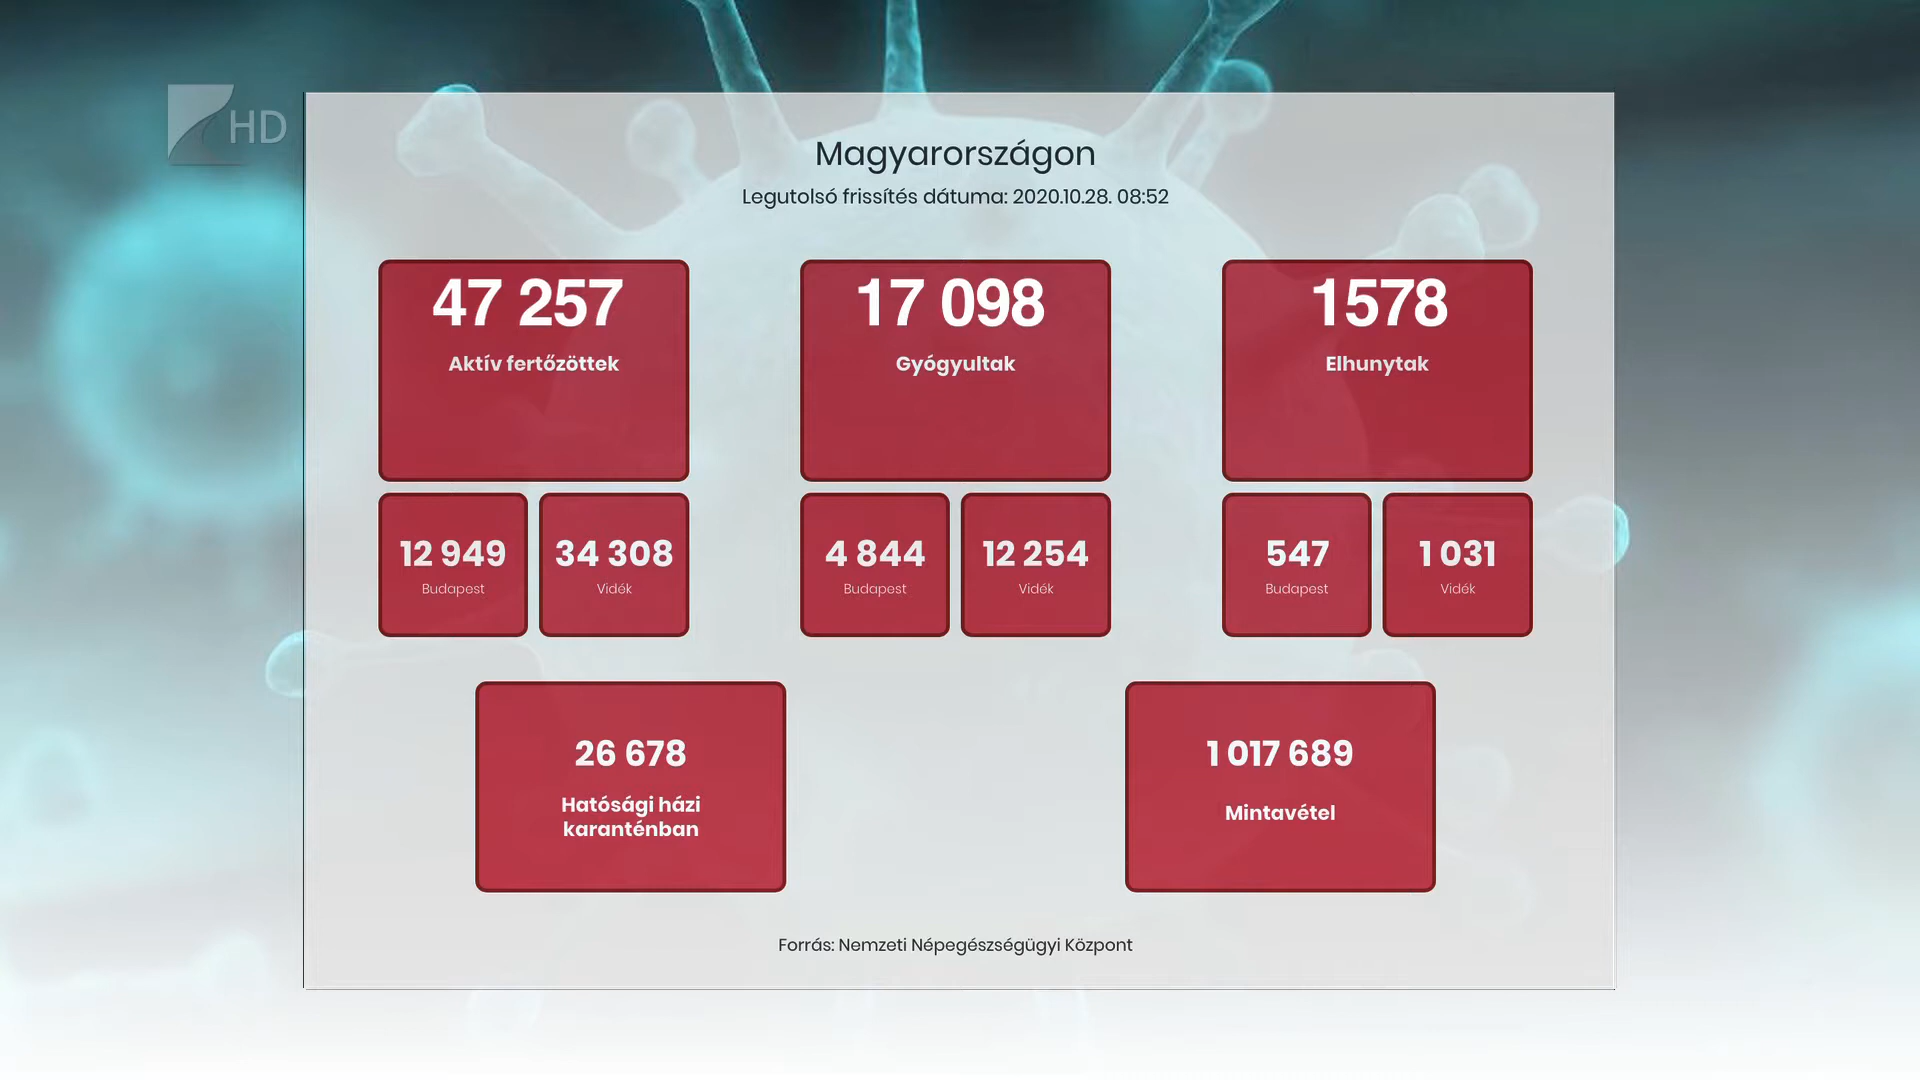 HD
Magyarországon
Legutolsó frissítés dátuma: 2020.10.28. 08:52
47 257
Aktív fertőzöttek
17 098
Gyógyultak
1578
Elhunytak
12 949
Budapest
34 308
Vidék
4 844
Budapest
12 254
Vidék
547
Budapest
1 031
Vidék
26 678
Hatósági házi
karanténban
1 017 689
Mintavétel
Forrás: Nemzeti Népegészségügyi Központ